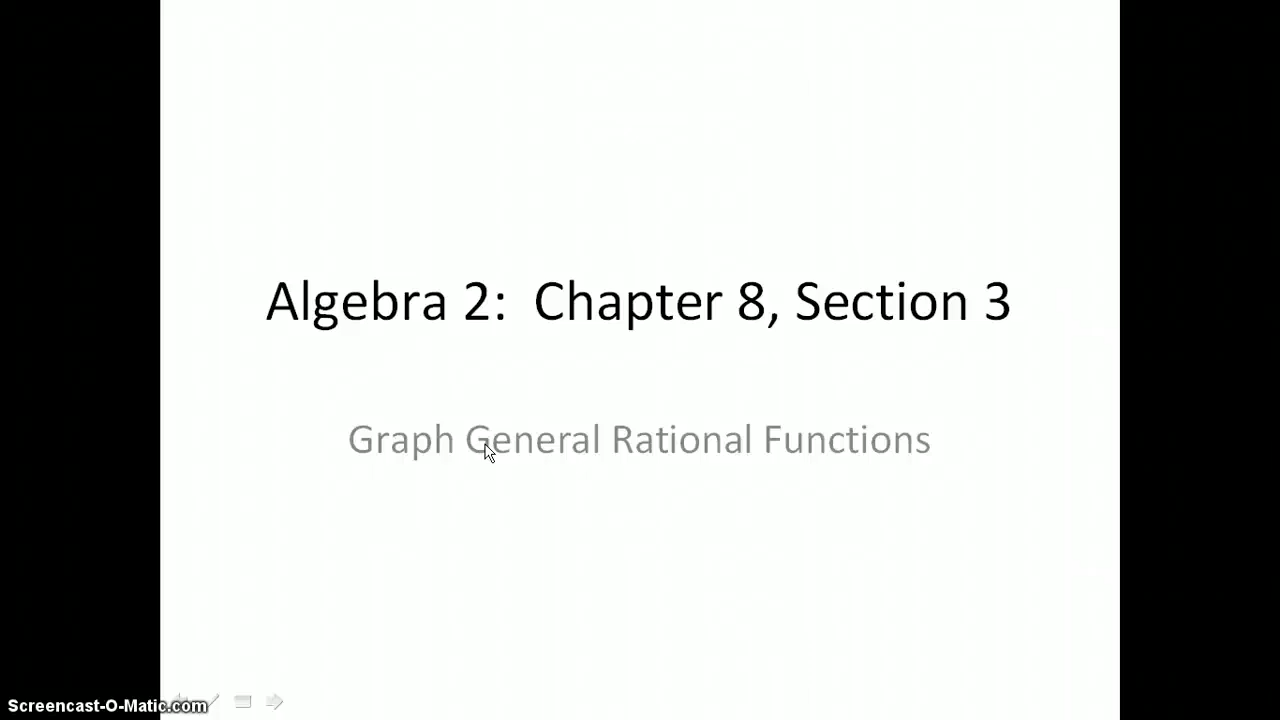 Algebra 2:  Chapter 8, Section 3
Graph General Rational Functions
Screencast-O-Matic.com